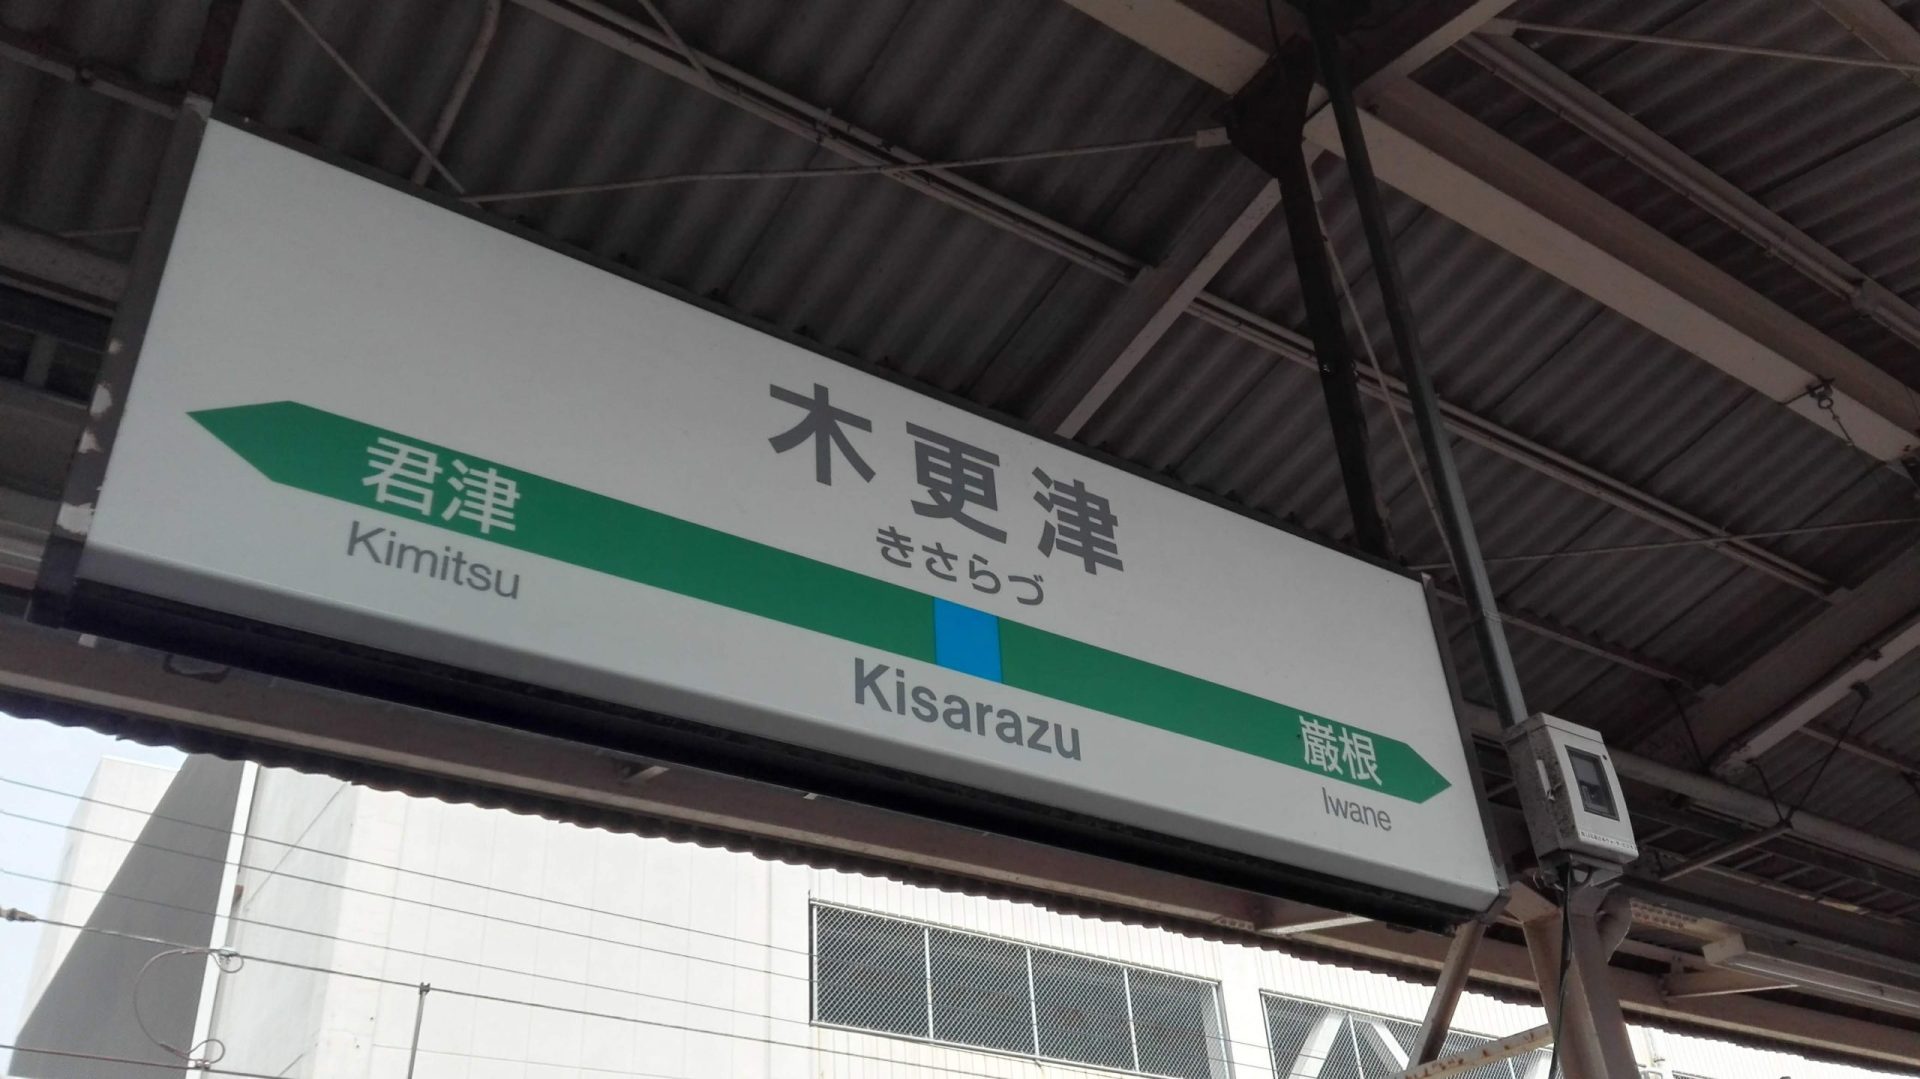 木更津
きさらづ
君津
Kimitsu
Kisarazu
巌根
Iwane